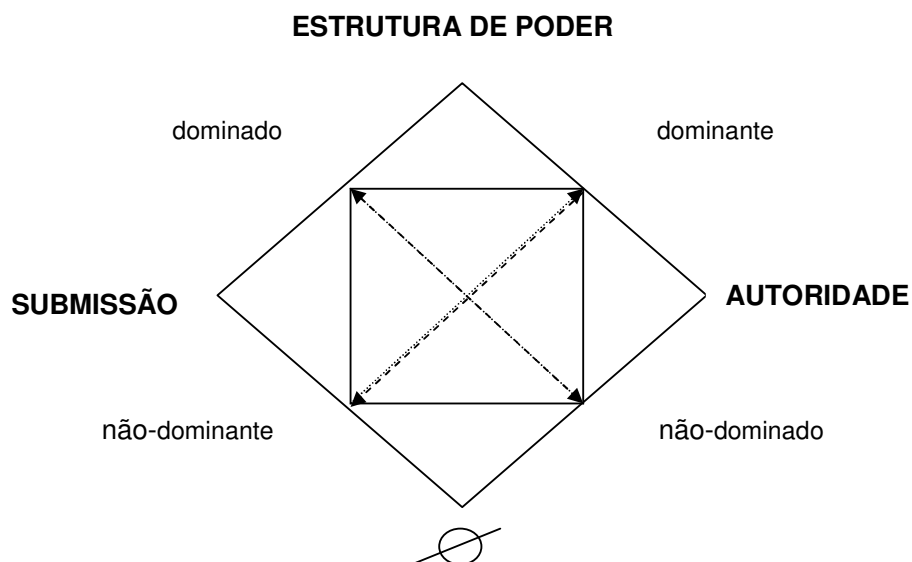 ESTRUTURA DE PODER
dominado
dominante
SUBMISSÃO
AUTORIDADE
não-dominante
não-dominado